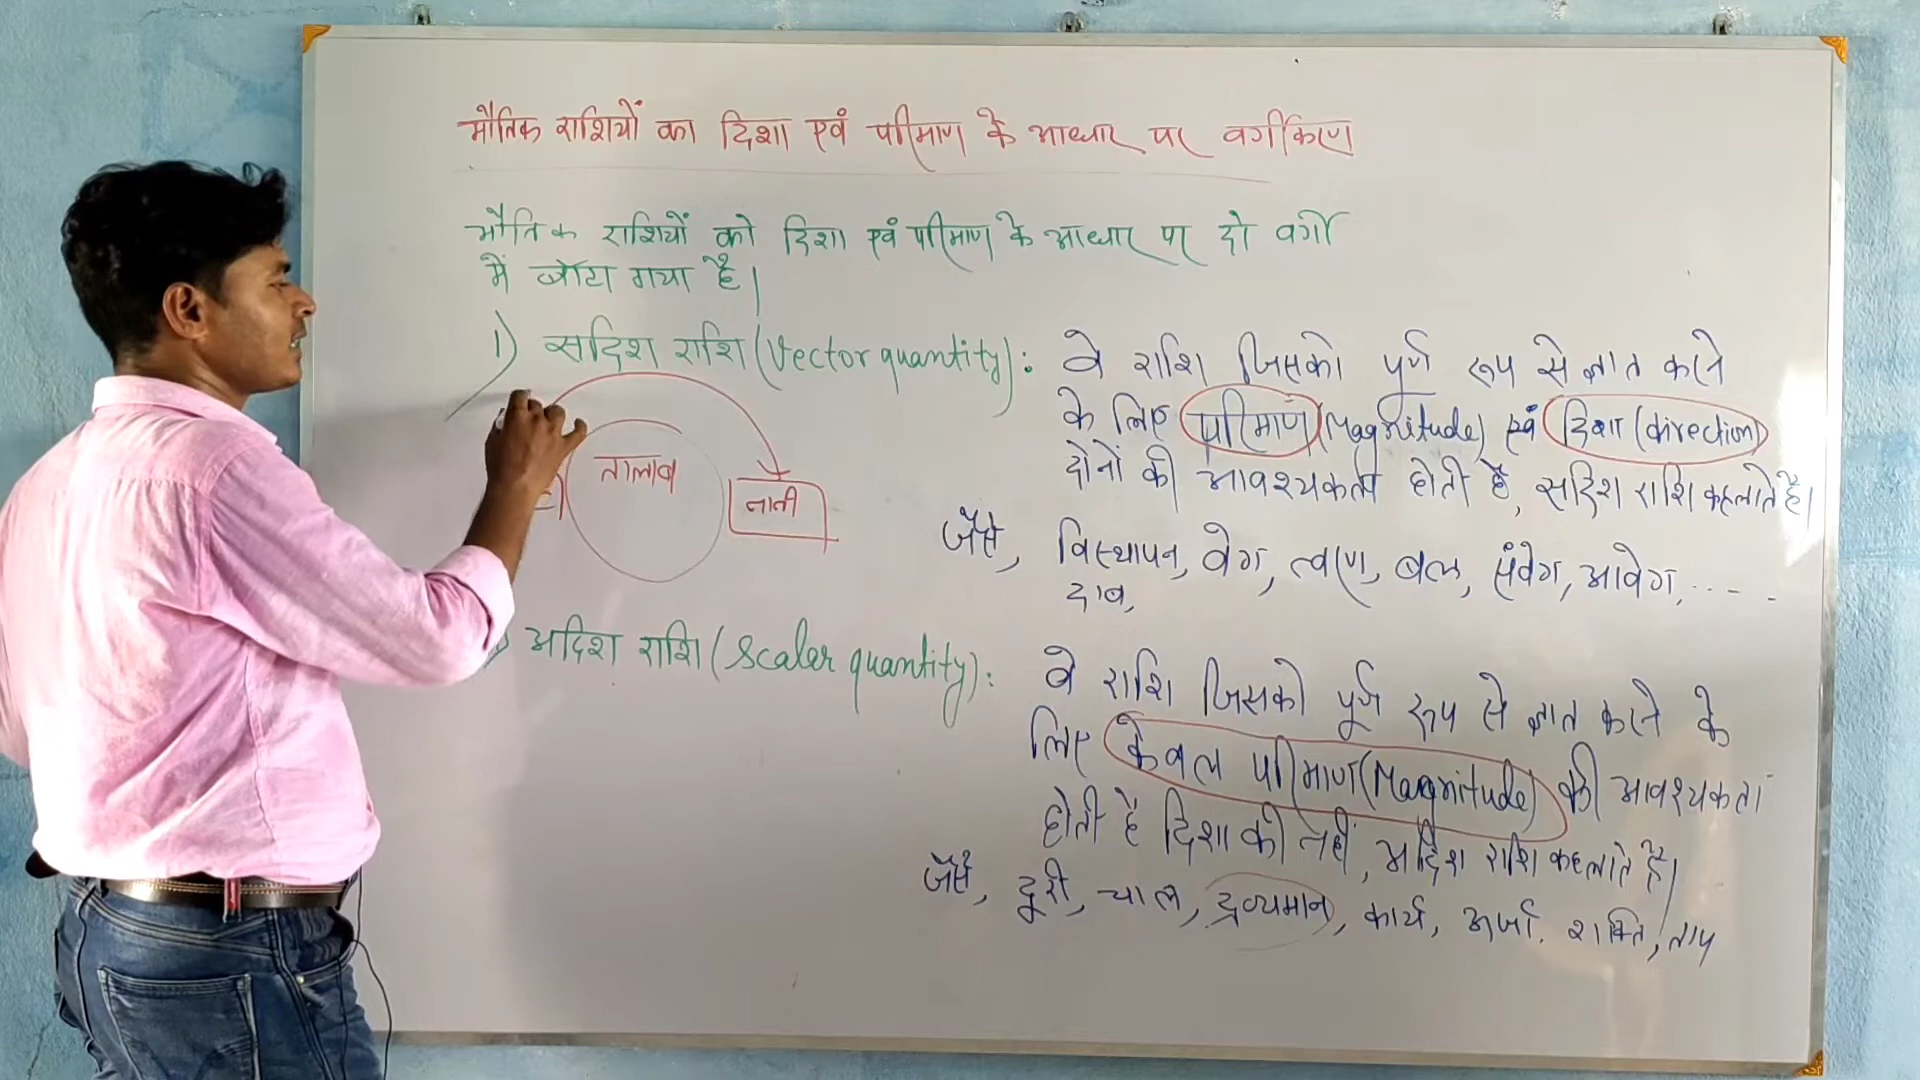 भौतिक राशियों का दिशा एवं परिमाण के आधार पर वर्गीकरण
भौतिक राशियों को दिशा एवं परिमाण के आधार पर दो वर्गों
में बाँटा गया है।
1) सदिश राशि (Vector quantity):
वे राशि जिसको पूर्ण रूप से ज्ञात करने
के लिए परिमाण (Magnitude) एवं दिशा (direction)
दोनों की आवश्यकता होती है, सदिश राशि कहलाते है।
जैसे, विस्थापन, वेग, त्वरण, बल, संवेग, आवेग, ....
दाब,
तालाब
नानी
) अदिश राशि (Scaler quantity):
वे राशि जिसको पूर्ण रूप से ज्ञात करने के
लिए केवल परिमाण (Magnitude) की आवश्यकता
होती है दिशा की नहीं, अदिश राशि कहलाते है।
जैसे, दूरी, चाल, द्रव्यमान, कार्य, ऊर्जा. शक्ति, ताप